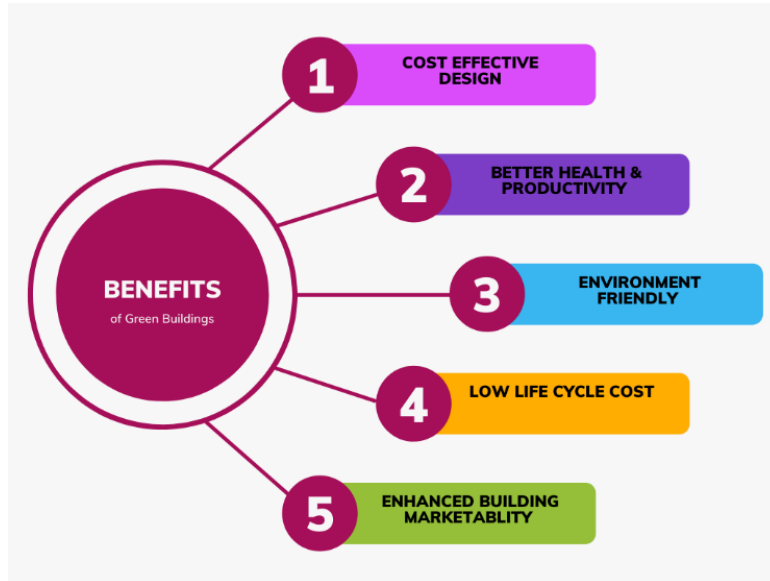 BENEFITS
of Green Buildings
1
COST EFFECTIVE
DESIGN
2
BETTER HEALTH &
PRODUCTIVITY
3
ENVIRONMENT
FRIENDLY
4
LOW LIFE CYCLE COST
5
ENHANCED BUILDING
MARKETABLITY